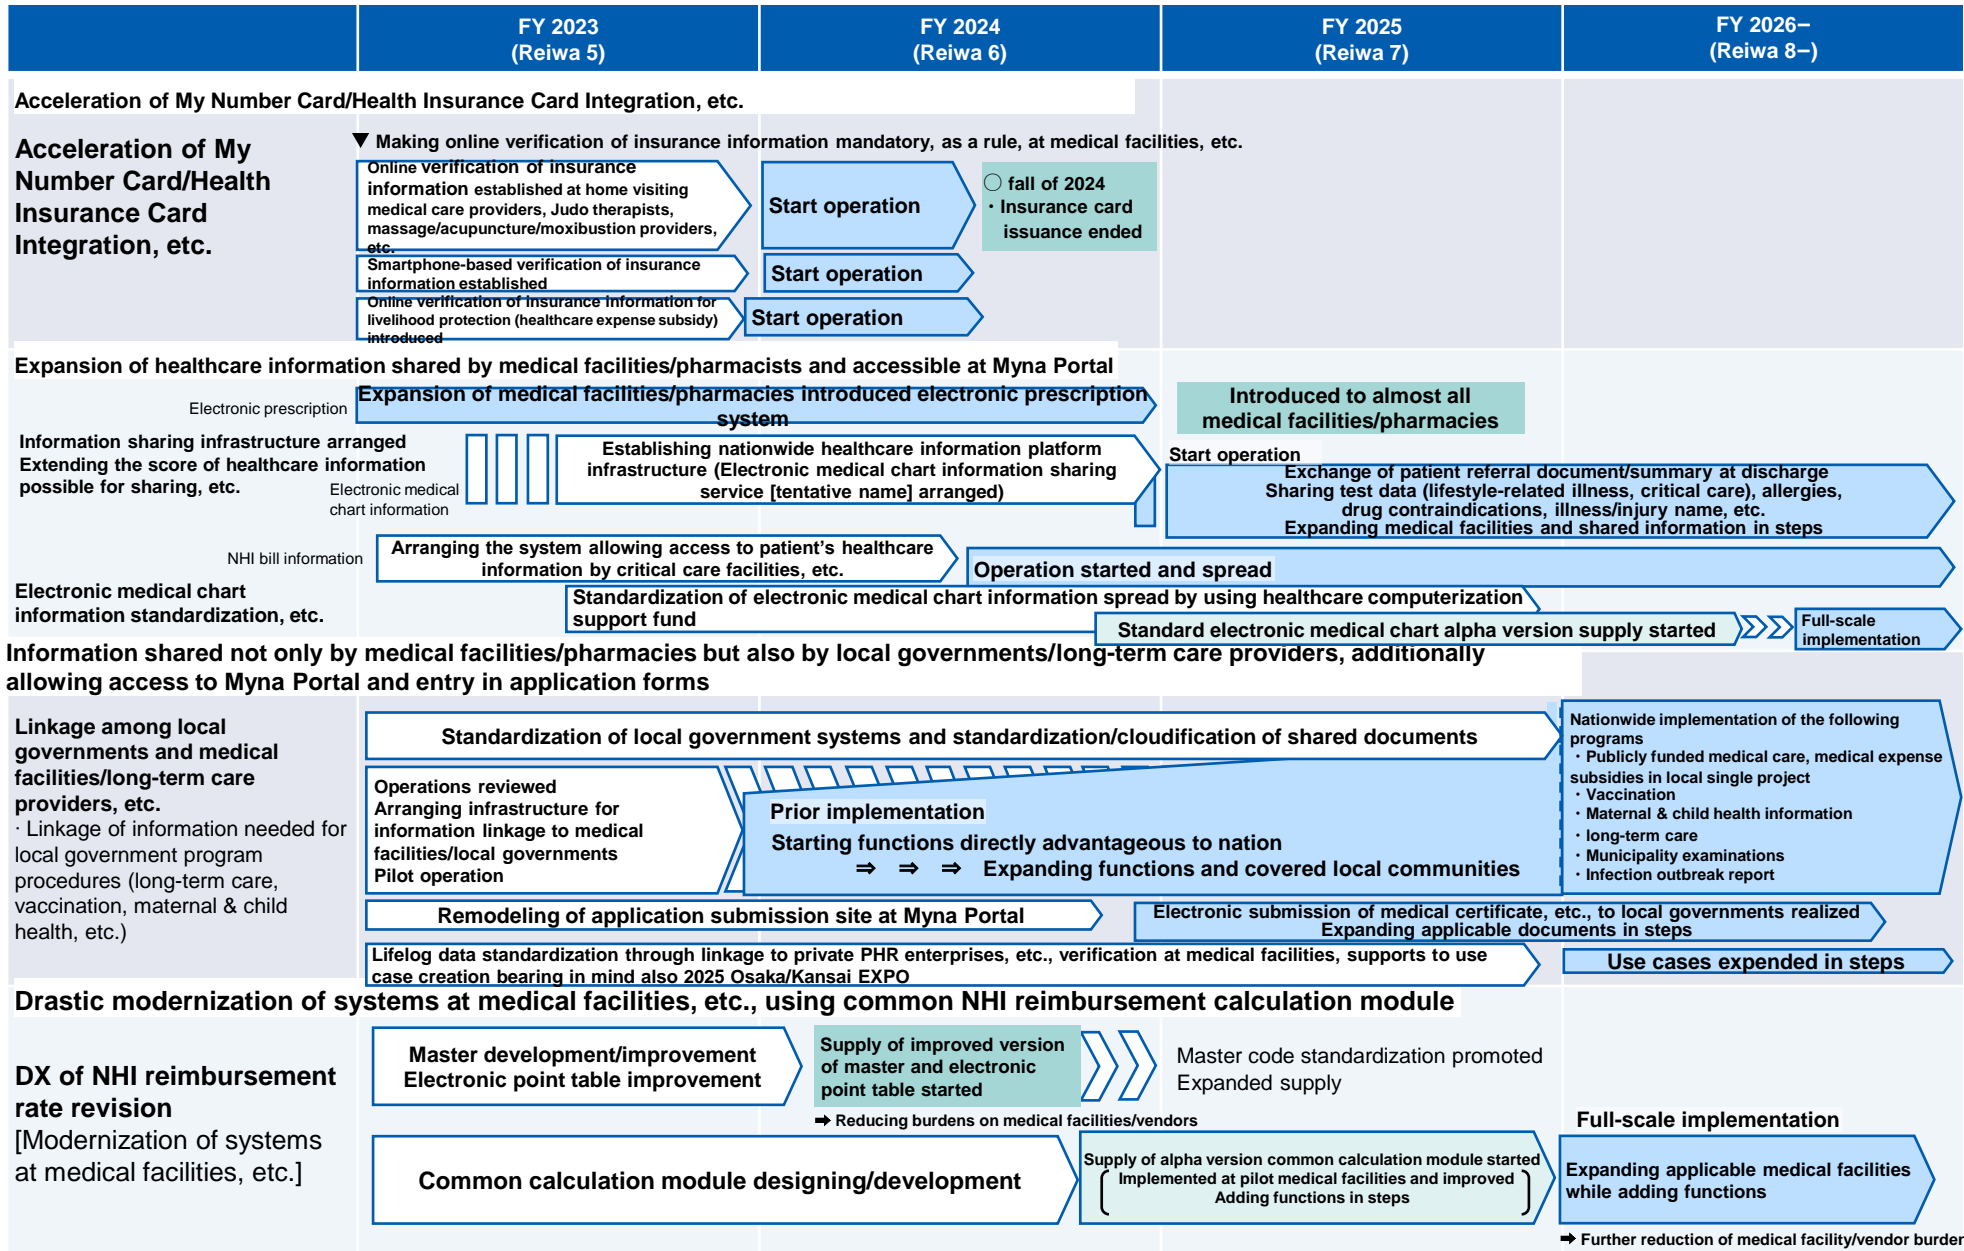 FY 2023
(Reiwa 5)
FY 2024
(Reiwa 6)
FY 2025
(Reiwa 7)
FY 2026–
(Reiwa 8–)
Acceleration of My Number Card/Health Insurance Card Integration, etc.
Acceleration of My
Number Card/Health
Insurance Card
Integration, etc.
▼ Making online verification of insurance information mandatory, as a rule, at medical facilities, etc.
Online verification of insurance
information established at home visiting
medical care providers, Judo therapists,
massage/acupuncture/moxibustion providers,
etc.
Start operation
○ fall of 2024
・Insurance card
issuance ended
Smartphone-based verification of insurance
information established
Start operation
Online verification of insurance information for
livelihood protection (healthcare expense subsidy)
introduced
Start operation
Expansion of healthcare information shared by medical facilities/pharmacists and accessible at Myna Portal
Electronic prescription
Expansion of medical facilities/pharmacies introduced electronic prescription
system
Introduced to almost all
medical facilities/pharmacies
Information sharing infrastructure arranged
Extending the score of healthcare information
possible for sharing, etc.
Electronic medical
chart information
Establishing nationwide healthcare information platform
infrastructure (Electronic medical chart information sharing
service [tentative name] arranged)
Start operation
Exchange of patient referral document/summary at discharge
Sharing test data (lifestyle-related illness, critical care), allergies,
drug contraindications, illness/injury name, etc.
Expanding medical facilities and shared information in steps
NHI bill information
Arranging the system allowing access to patient's healthcare
information by critical care facilities, etc.
Operation started and spread
Electronic medical chart
information standardization, etc.
Standardization of electronic medical chart information spread by using healthcare computerization
support fund
Standard electronic medical chart alpha version supply started
Full-scale
implementation
Information shared not only by medical facilities/pharmacies but also by local governments/long-term care providers, additionally
allowing access to Myna Portal and entry in application forms
Linkage among local
governments and medical
facilities/long-term care
providers, etc.
· Linkage of information needed for
local government program
procedures (long-term care,
vaccination, maternal & child
health, etc.)
Standardization of local government systems and standardization/cloudification of shared documents
Operations reviewed
Arranging infrastructure for
information linkage to medical
facilities/local governments
Pilot operation
Prior implementation
Starting functions directly advantageous to nation
⇒ ⇒ ⇒ Expanding functions and covered local communities
Nationwide implementation of the following
programs
・Publicly funded medical care, medical expense
subsidies in local single project
・Vaccination
・Maternal & child health information
・long-term care
・Municipality examinations
・Infection outbreak report
Remodeling of application submission site at Myna Portal
Electronic submission of medical certificate, etc., to local governments realized
Expanding applicable documents in steps
Lifelog data standardization through linkage to private PHR enterprises, etc., verification at medical facilities, supports to use
case creation bearing in mind also 2025 Osaka/Kansai EXPO
Use cases expended in steps
Drastic modernization of systems at medical facilities, etc., using common NHI reimbursement calculation module
DX of NHI reimbursement
rate revision
[Modernization of systems
at medical facilities, etc.]
Master development/improvement
Electronic point table improvement
Supply of improved version
of master and electronic
point table started
Master code standardization promoted
Expanded supply
➡ Reducing burdens on medical facilities/vendors
Common calculation module designing/development
Supply of alpha version common calculation module started
Implemented at pilot medical facilities and improved
Adding functions in steps
Full-scale implementation
Expanding applicable medical facilities
while adding functions
➡ Further reduction of medical facility/vendor burden